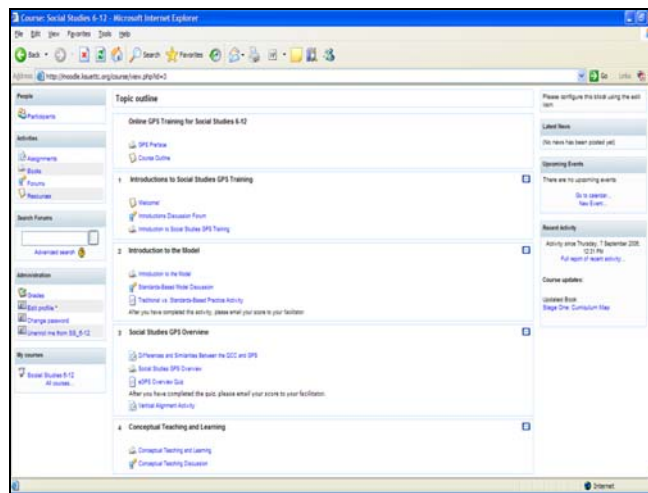 Course: Social Studies 6-12 - Microsoft Internet Explorer
File Edit View Favorites Tools Help
Back Search Favorites
Address http://moodle.ksuettc.org/course/view.php?id=3 Go Links
People
Participants
Activities
Assignments
Books
Forums
Resources
Search Forums
Advanced search
Administration
Grades
Edit profile
Change password
Unenrol me from SS_6-12
My courses
Social Studies 6-12
All courses...
Topic outline
Online GPS Training for Social Studies 6-12
GPS Preface
Course Outline
1 Introductions to Social Studies GPS Training
Welcome!
Introductions Discussion Forum
Introduction to Social Studies GPS Training
2 Introduction to the Model
Introduction to the Model
Standards-Based Model Discussion
Traditional vs. Standards-Based Practice Activity
After you have completed the activity, please email your score to your facilitator.
3 Social Studies GPS Overview
Differences and Similarities Between the QCC and GPS
Social Studies GPS Overview
eGPS Overview Quiz
After you have completed the quiz, please email your score to your facilitator.
Vertical Alignment Activity
4 Conceptual Teaching and Learning
Conceptual Teaching and Learning
Conceptual Teaching Discussion
Please configure this block using the edit icon.
Latest News
(No news has been posted yet)
Upcoming Events
There are no upcoming events
Go to calendar...
New Event...
Recent Activity
Activity since Thursday, 7 September 2006, 12:31 PM
Full report of recent activity...
Course updates:
Updated Book
Stage One: Curriculum Map
Internet